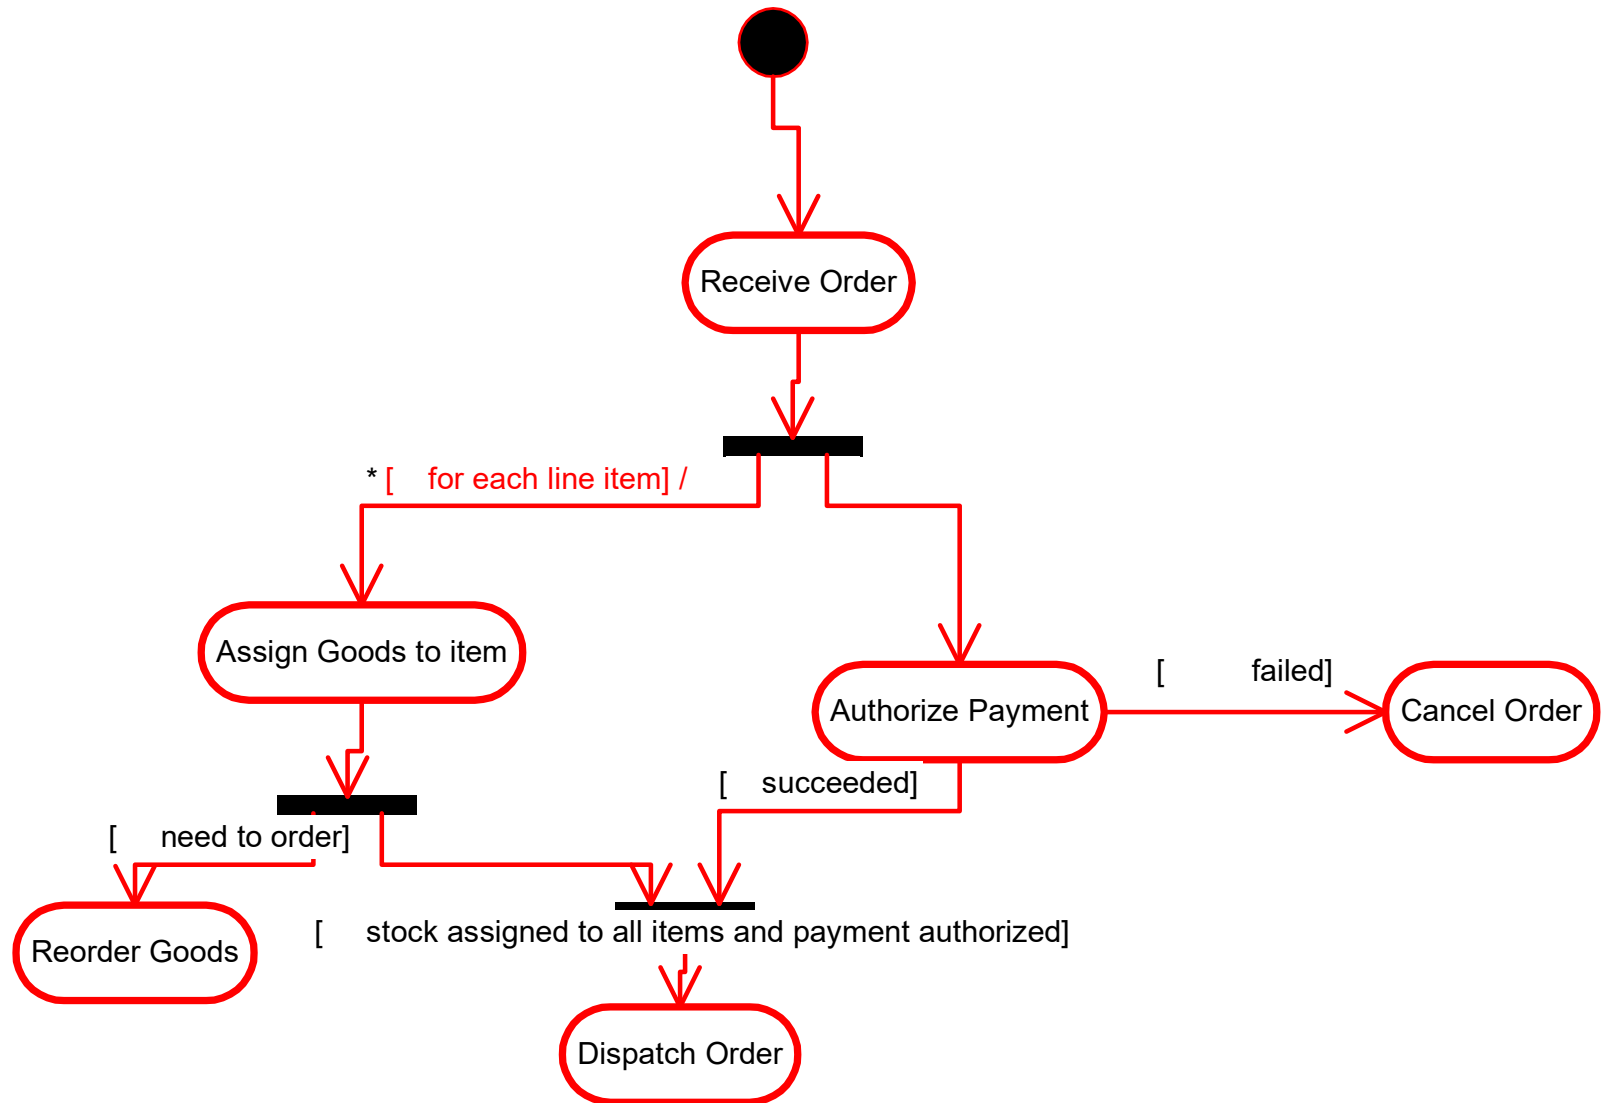 Receive Order
* [ for each line item] /
Assign Goods to item
[ failed]
Authorize Payment
Cancel Order
[ succeeded]
[ need to order]
[ stock assigned to all items and payment authorized]
Reorder Goods
Dispatch Order